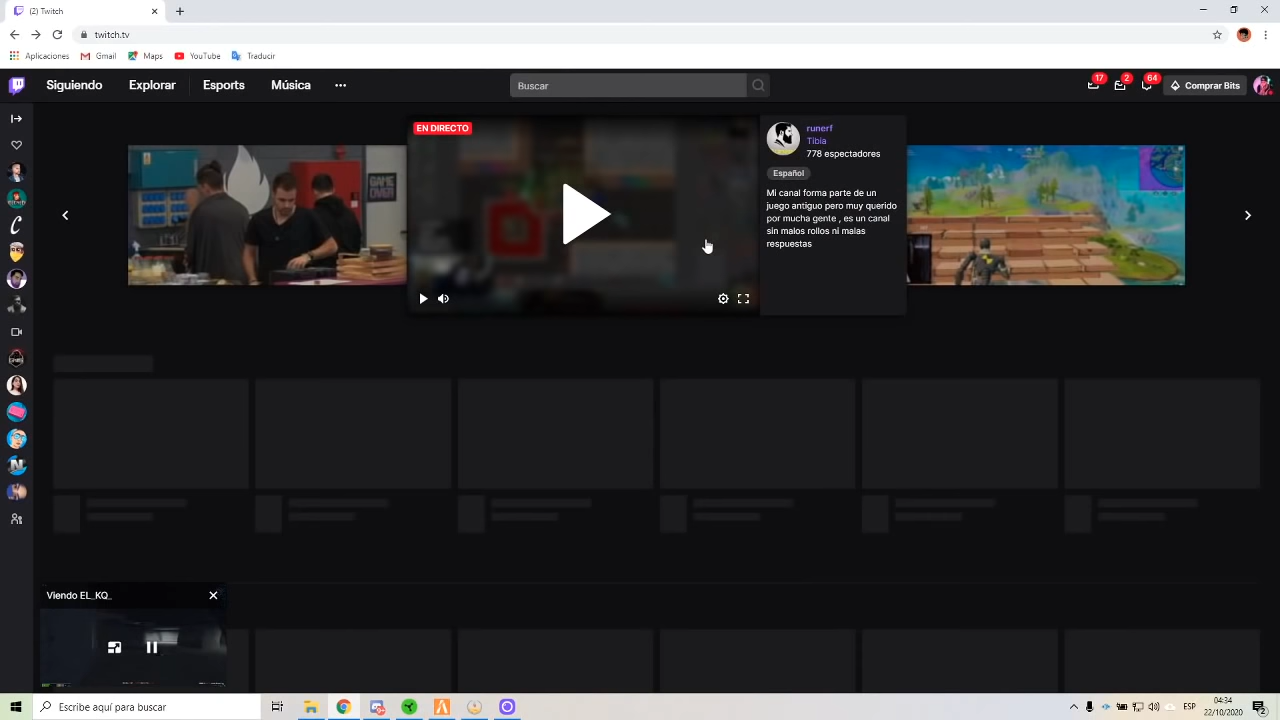 (2) Twitch
twitch.tv
Aplicaciones Gmail Maps YouTube Traducir
Siguiendo Explorar Esports Música ··· Buscar 17 2 64 Comprar Bits
EN DIRECTO
runerf
Tibia
778 espectadores
Español
Mi canal forma parte de un
juego antiguo pero muy querido
por mucha gente , es un canal
sin malos rollos ni malas
respuestas
GAME
OVER
Viendo EL_KQ_
Escribe aquí para buscar
ESP
04:34
22/10/2020
2